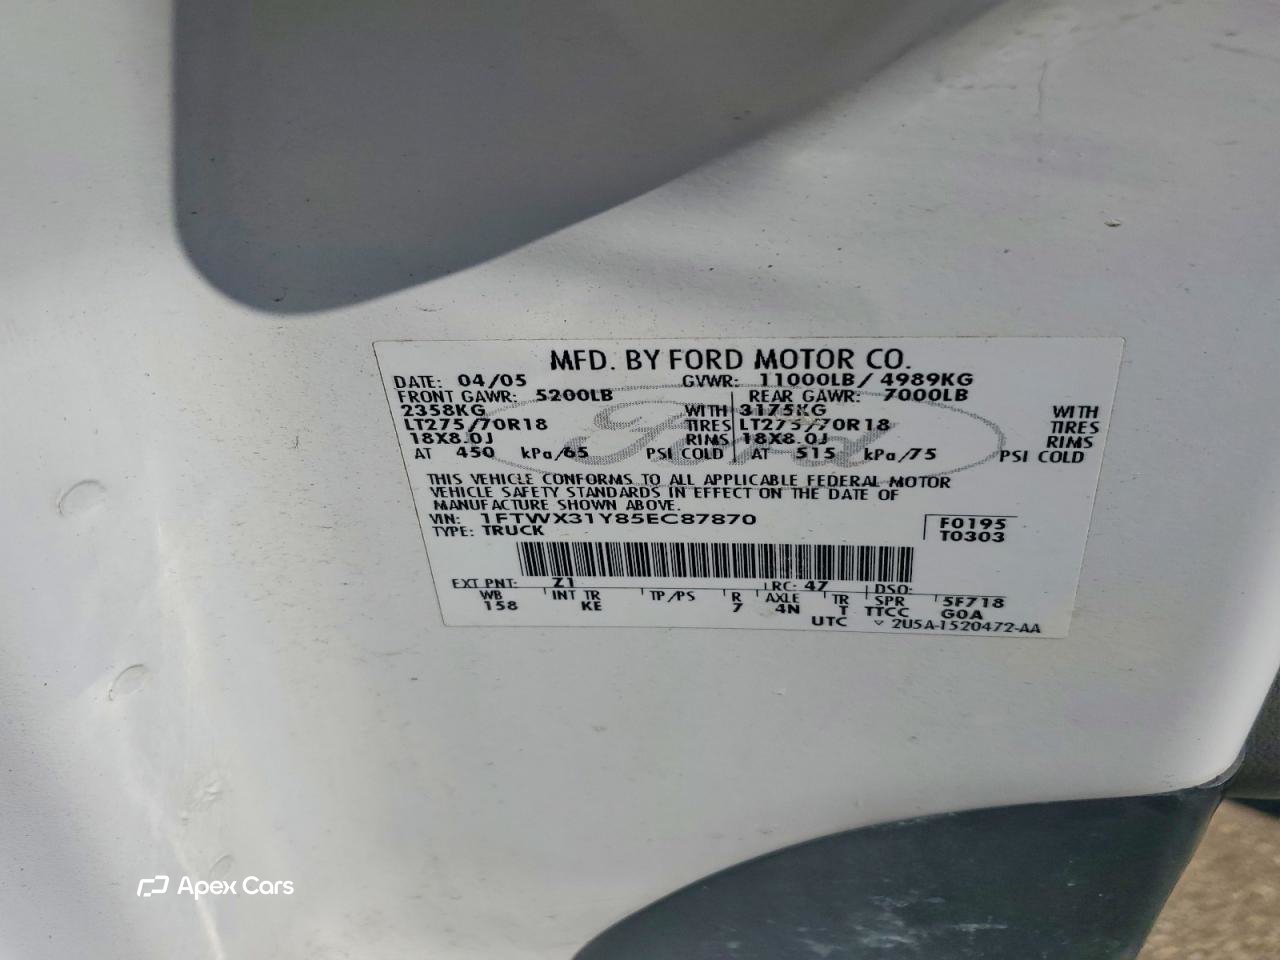 MFD. BY FORD MOTOR CO.
DATE: 04/05 GVWR: 11000LB/ 4989KG
FRONT GAWR: 5200LB REAR GAWR: 7000LB
2358KG WITH 3175KG WITH
LT275/70R18 TIRES LT275/70R18 TIRES
18X8.0J RIMS 18X8.0J RIMS
AT 450 kPa/65 PSI COLD AT 515 kPa/75 PSI COLD
Ford
THIS VEHICLE CONFORMS TO ALL APPLICABLE FEDERAL MOTOR
VEHICLE SAFETY STANDARDS IN EFFECT ON THE DATE OF
MANUFACTURE SHOWN ABOVE.
VIN: 1FTWX31Y85EC87870 F0195
TYPE: TRUCK T0303
EXT PNT: Z1 RC: 47 DSO:
WB INT TR TP/PS R AXLE TR SPR 5F718
158 KE 7 4N T TTCC G0A
UTC 2U5A-1520472-AA
Apex Cars